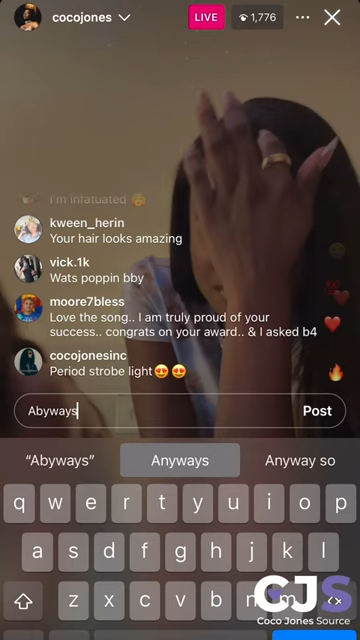 cocojones
LIVE
1,776
I'm infatuated
kween_herin
Your hair looks amazing
vick.1k
Wats poppin bby
moore7bless
Love the song.. I am truly proud of your
success.. congrats on your award.. & I asked b4
cocojonesinc
Period strobe light😍😍
Abyways
Post
"Abyways"
Anyways
Anyway so
q w e r t y u i o p
a s d f g h j k l
z x c v b n m
CJS
Coco Jones Source